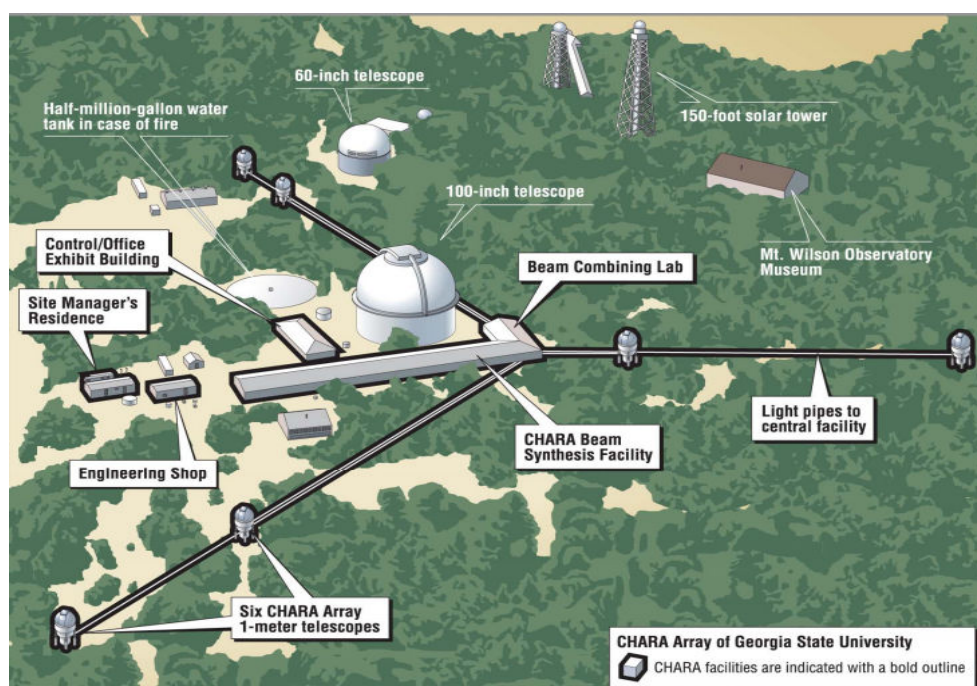 60-inch telescope
Half-million-gallon water
tank in case of fire
150-foot solar tower
100-inch telescope
Control/Office
Exhibit Building
Beam Combining Lab
Mt. Wilson Observatory
Museum
Site Manager's
Residence
Light pipes to
central facility
CHARA Beam
Synthesis Facility
Engineering Shop
Six CHARA Array
1-meter telescopes
CHARA Array of Georgia State University
CHARA facilities are indicated with a bold outline